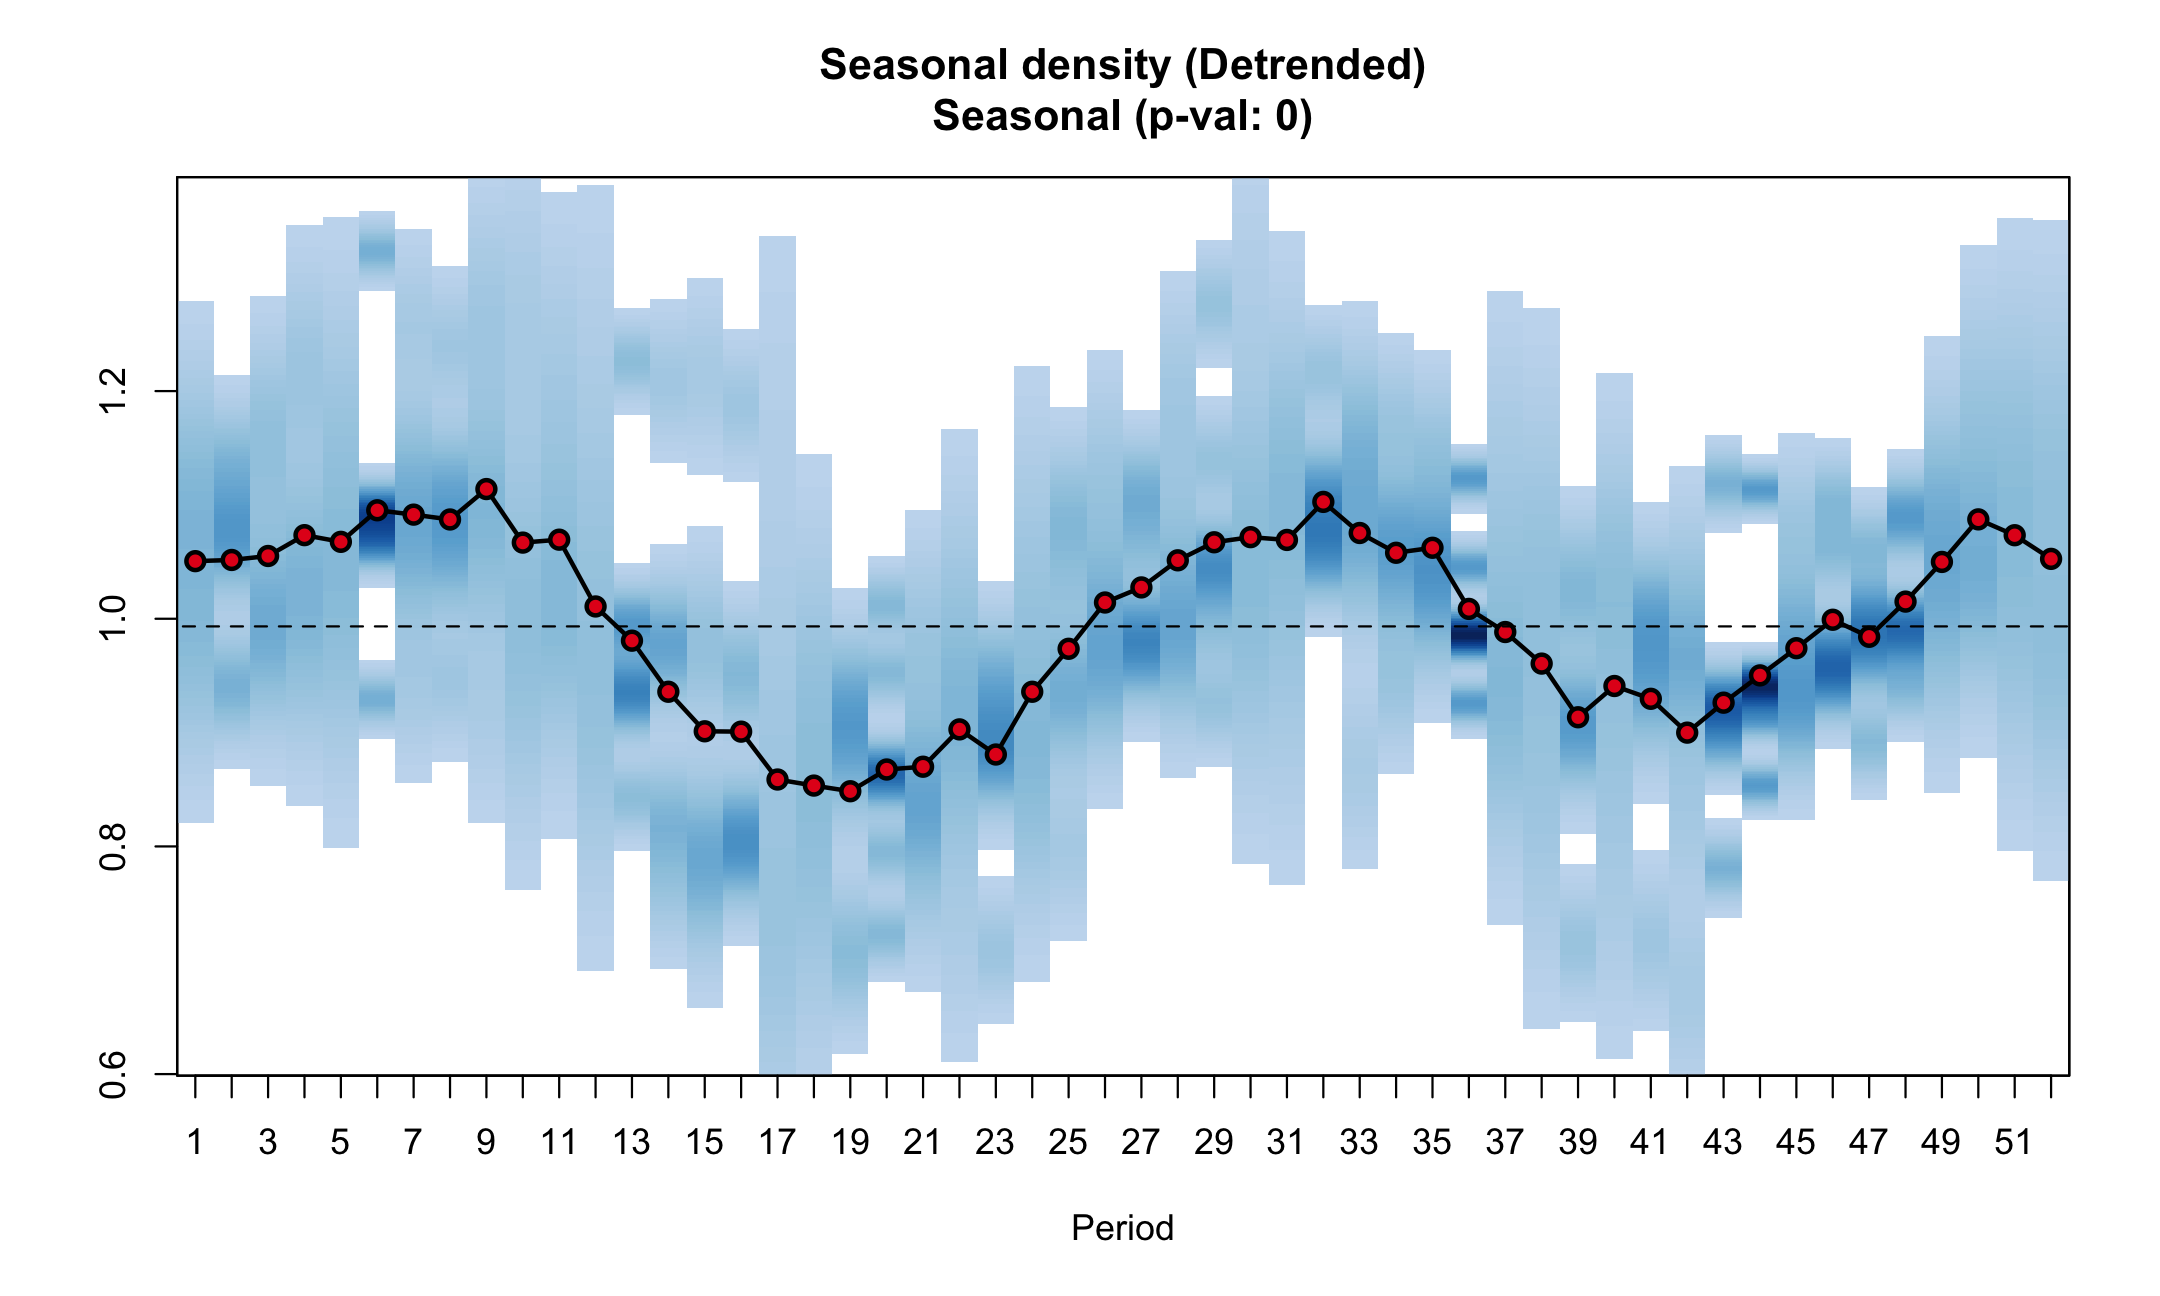 Seasonal density (Detrended)
Seasonal (p-val: 0)
1.2
1.0
0.8
0.6
1 3 5 7 9 11 13 15 17 19 21 23 25 27 29 31 33 35 37 39 41 43 45 47 49 51
Period